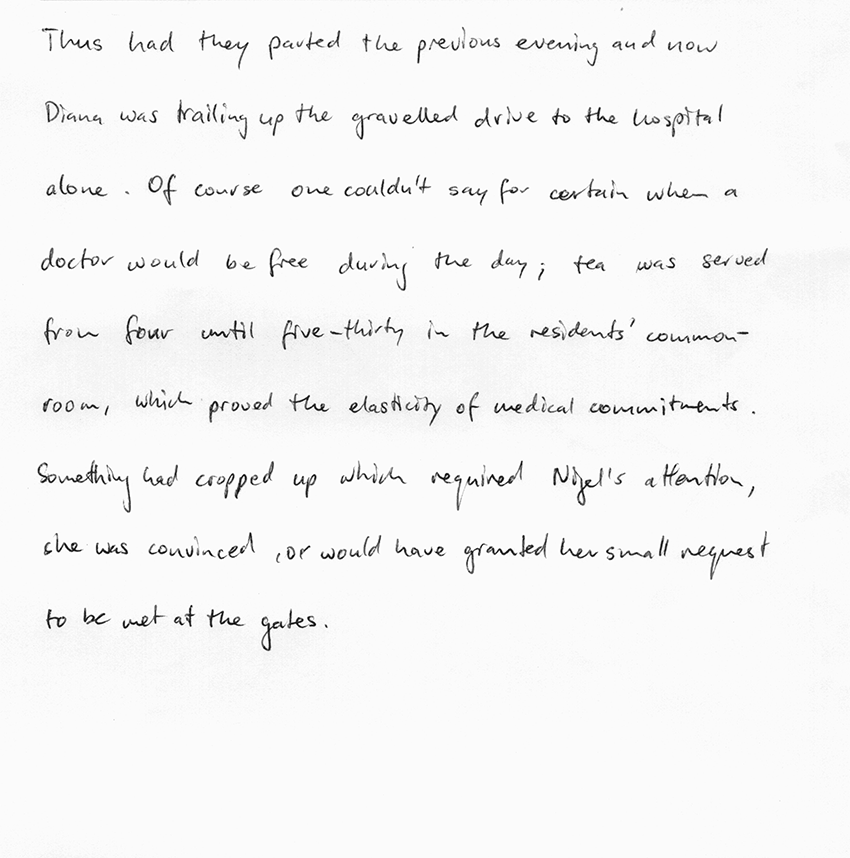 Thus had they parted the previous evening and now
Diana was trailing up the gravelled drive to the hospital
alone. Of course one couldn't say for certain when a
doctor would be free during the day; tea was served
from four until five-thirty in the residents' common-
room, which proved the elasticity of medical commitments.
Something had cropped up which required Nigel's attention,
she was convinced, or would have granted her small request
to be met at the gates.